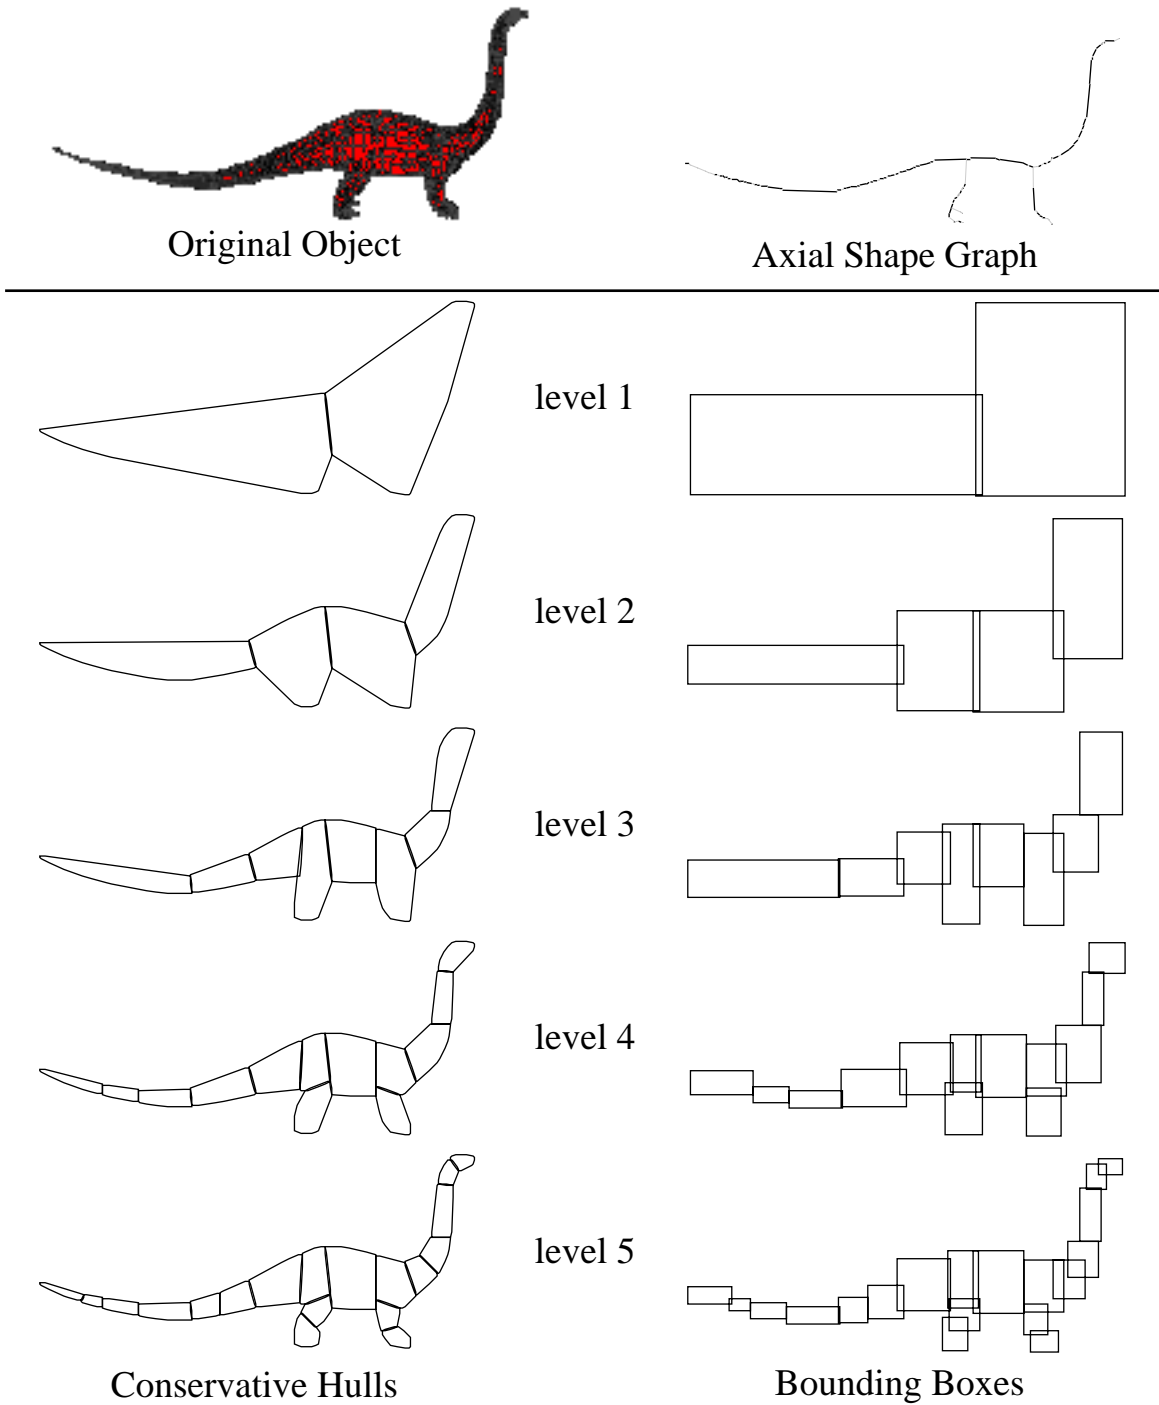 Original Object
Axial Shape Graph
level 1
level 2
level 3
level 4
level 5
Conservative Hulls
Bounding Boxes